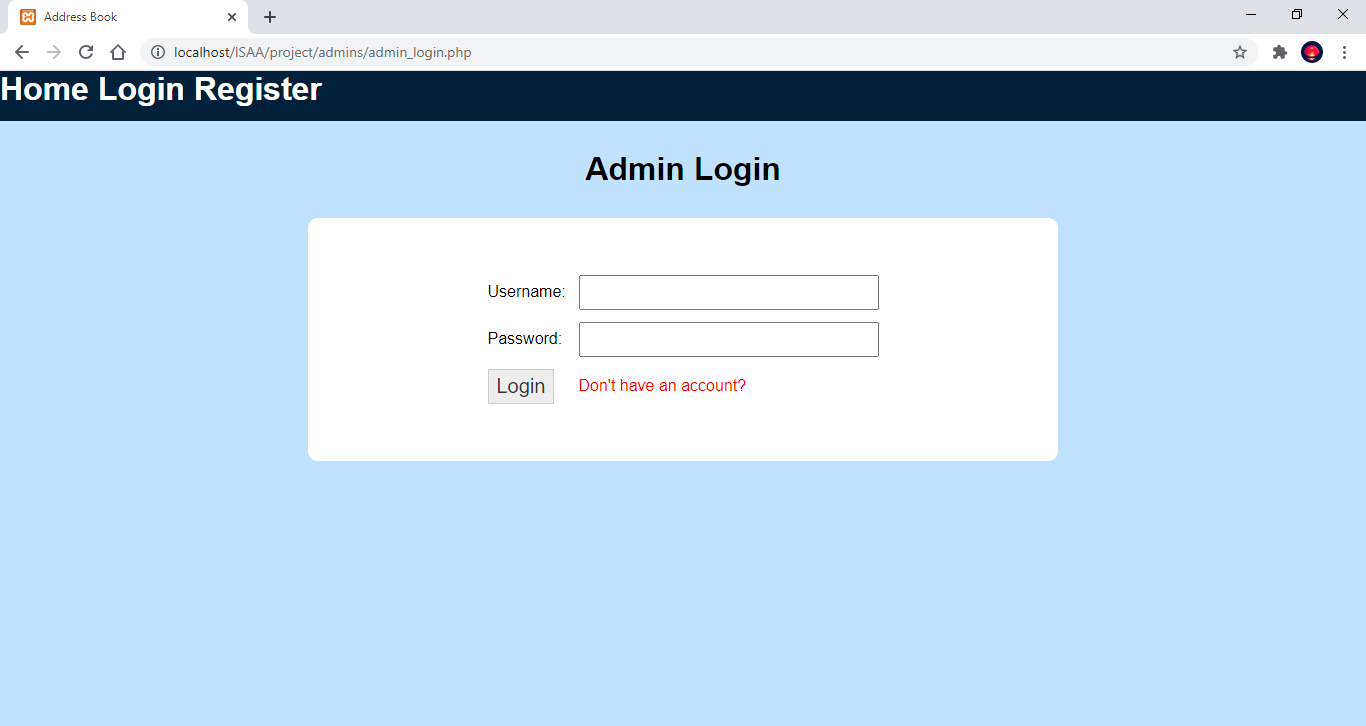 Address Book
localhost/ISAA/project/admins/admin_login.php
Home Login Register
Admin Login
Username:
Password:
Login Don't have an account?